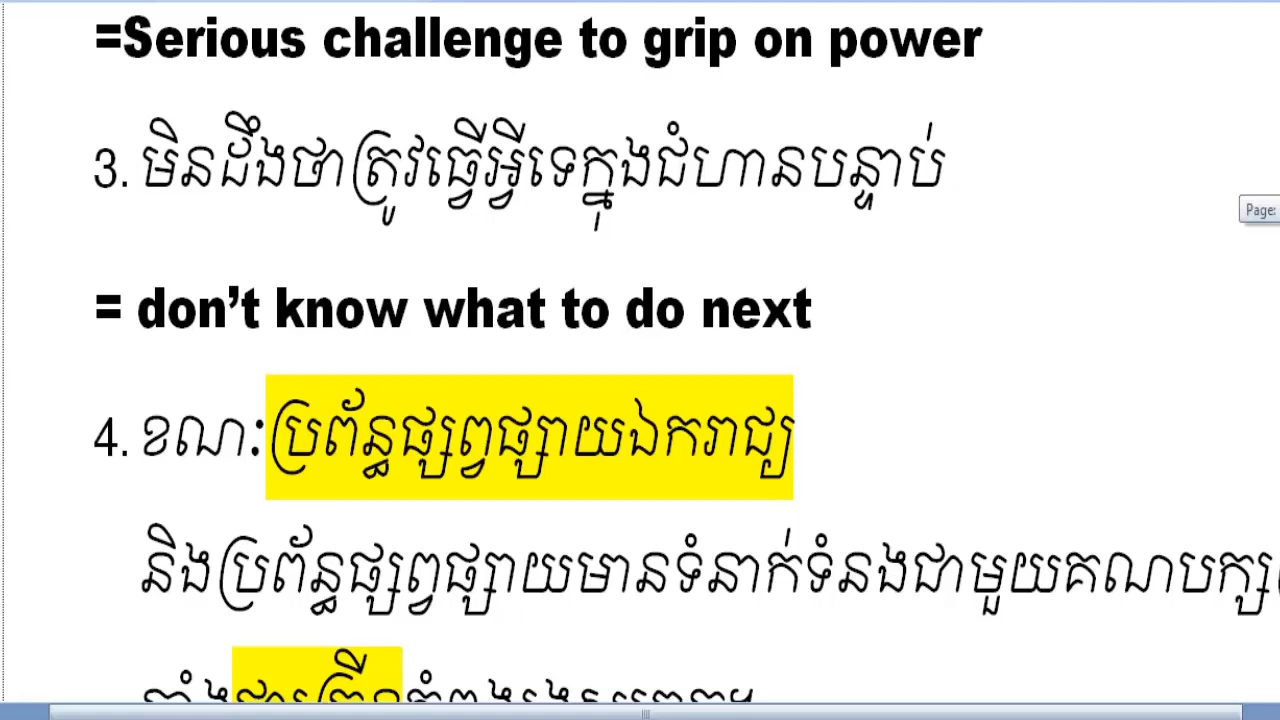 =Serious challenge to grip on power
3. មិនដឹងថាត្រូវធ្វើអ្វីទេក្នុងជំហានបន្ទាប់
Page:
= don’t know what to do next
4. ខណៈប្រព័ន្ធផ្សព្វផ្សាយឯករាជ្យ
និងប្រព័ន្ធផ្សព្វផ្សាយមានទំនាក់ទំនងជាមួយគណបក្ស